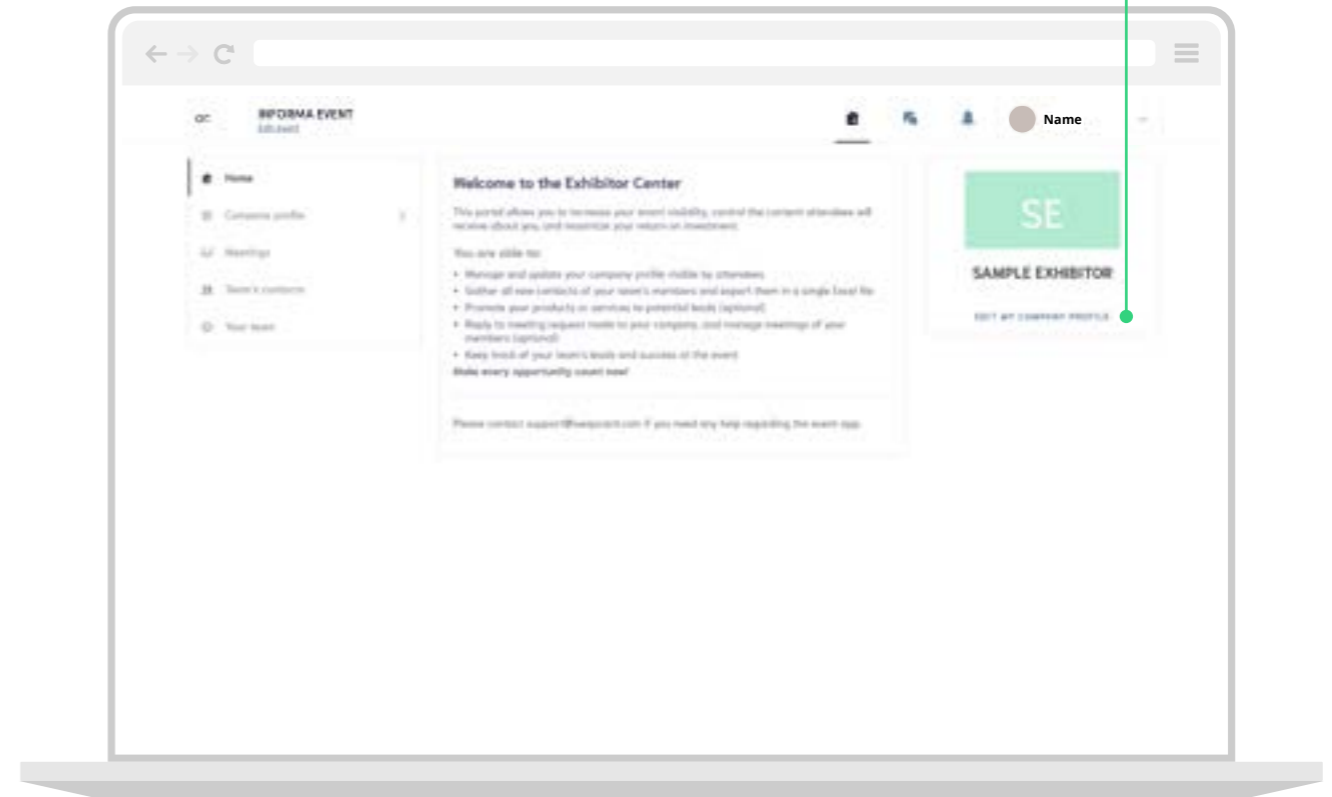 INFORMA EVENT
Name
Home
Company profile
Meetings
Team's contacts
Your team
Welcome to the Exhibitor Center
This portal allows you to increase your event visibility, control the content attendees will
receive about you, and maximize your return on investment.
You are able to:
• Manage and update your company profile visible by attendees
• Gather all new contacts of your team's members and export them in a single Excel file
• Promote your products or services to potential leads (optional)
• Reply to meeting request made to your company, and manage meetings of your
members (optional)
• Keep track of your team's leads and success at the event
Make every opportunity count now!
Please contact if you need any help regarding the event app.
SE
SAMPLE EXHIBITOR
EDIT MY COMPANY PROFILE